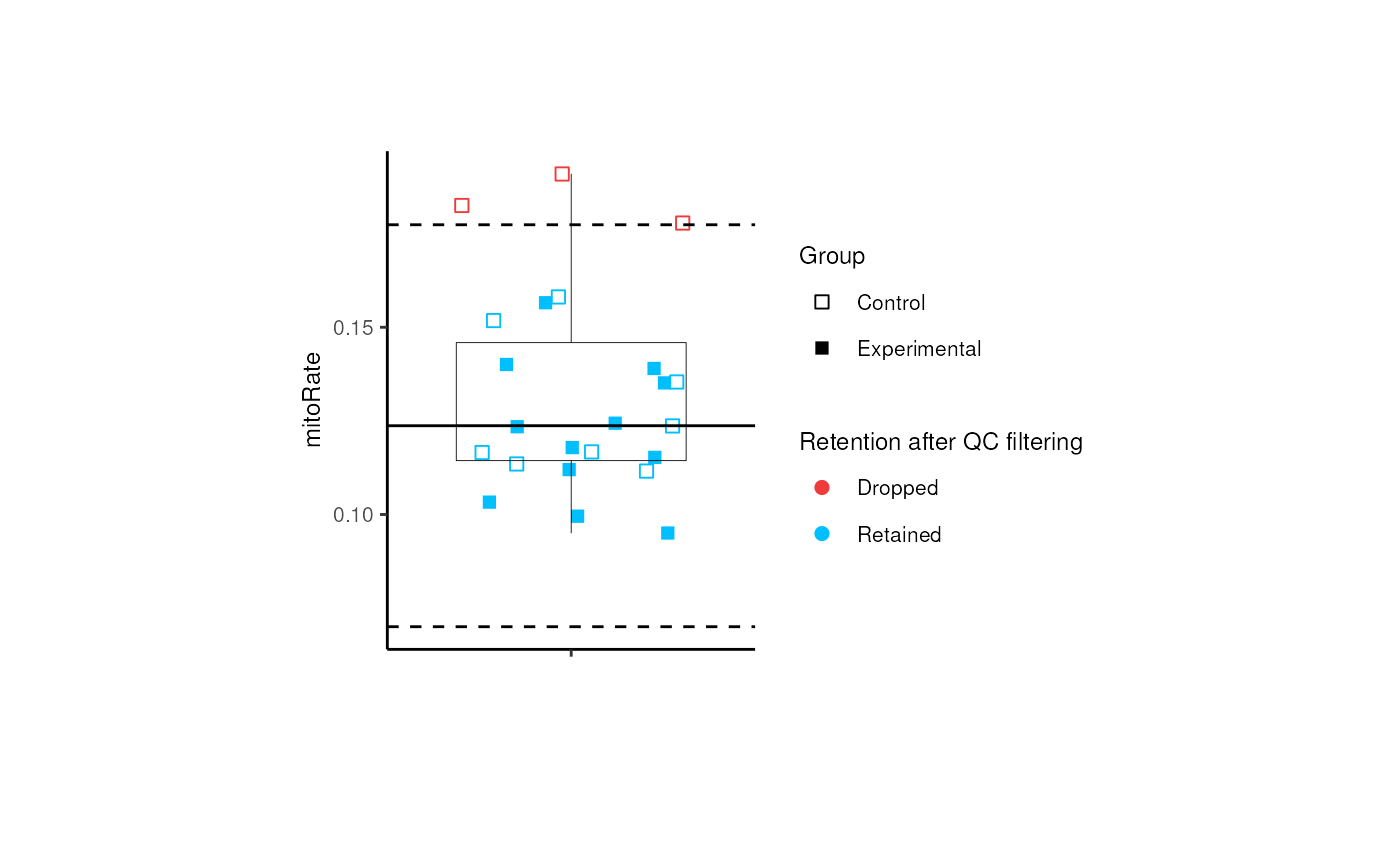 mitoRate
0.15
0.10
Group
Control
Experimental
Retention after QC filtering
Dropped
Retained